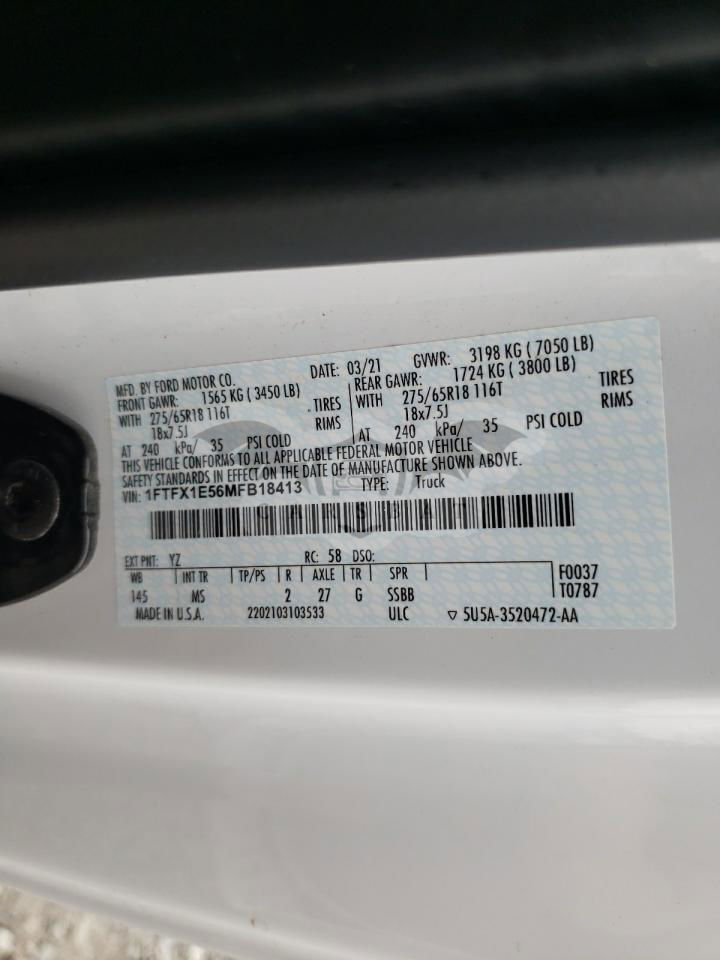 MFD. BY FORD MOTOR CO. DATE: 03/21 GVWR: 3198 KG ( 7050 LB)
FRONT GAWR: 1565 KG ( 3450 LB) REAR GAWR: 1724 KG ( 3800 LB)
WITH 275/65R18 116T TIRES WITH 275/65R18 116T TIRES
18x7.5J RIMS 18x7.5J RIMS
AT 240 kPa/ 35 PSI COLD AT 240 kPa/ 35 PSI COLD
THIS VEHICLE CONFORMS TO ALL APPLICABLE FEDERAL MOTOR VEHICLE
SAFETY STANDARDS IN EFFECT ON THE DATE OF MANUFACTURE SHOWN ABOVE.
VIN: 1FTFX1E56MFB18413 TYPE: Truck
EXT PNT: YZ RC: 58 DSO:
WB INT TR TP/PS R AXLE TR SPR F0037
145 MS 2 27 G SSBB T0787
MADE IN U.S.A. 2202103103533 ULC ▽ 5U5A-3520472-AA